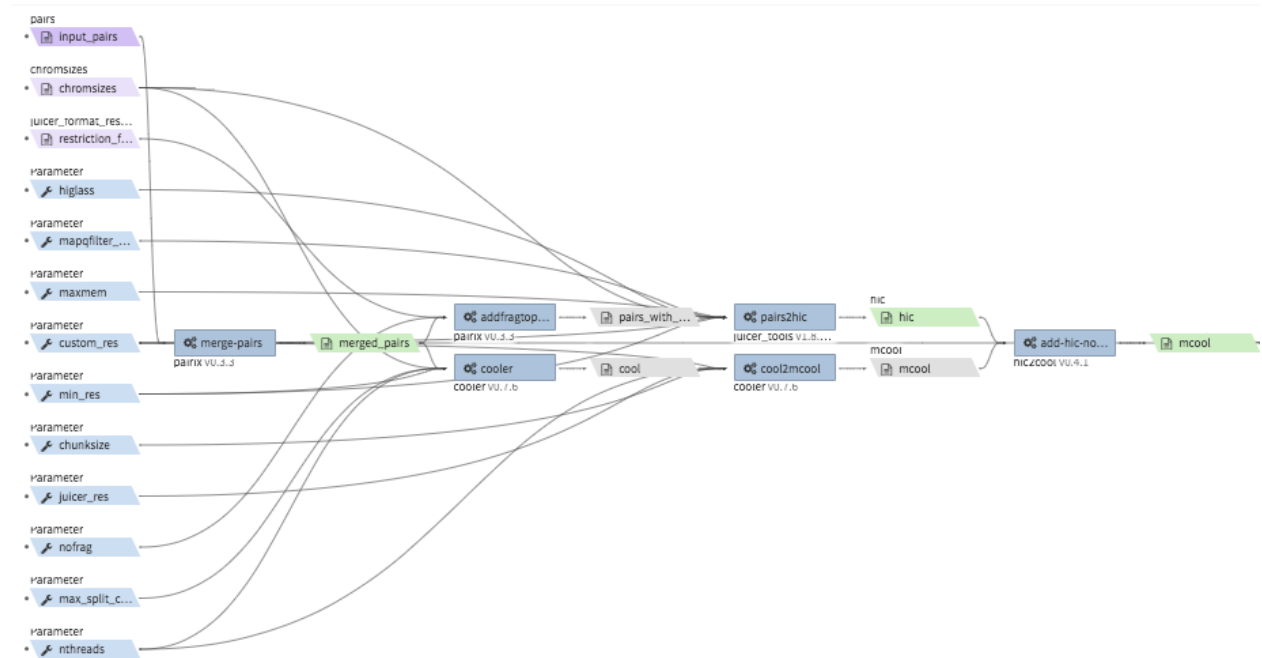 pairs
input_pairs
chromsizes
chromsizes
juicer_format_res...
restriction_f...
Parameter
higlass
Parameter
mapqfilter_...
Parameter
maxmem
Parameter
custom_res
Parameter
min_res
Parameter
chunksize
Parameter
juicer_res
Parameter
nofrag
Parameter
max_split_c...
Parameter
nthreads
merge-pairs
pairix v0.3.3
merged_pairs
addfragtop...
pairix v0.3.3
cooler
cooler v0.7.6
pairs_with_...
cool
pairs2hic
juicer_tools v1.8....
cool2mcool
cooler v0.7.6
hic
hic
mcool
mcool
add-hic-no...
hic2cool v0.4.1
mcool